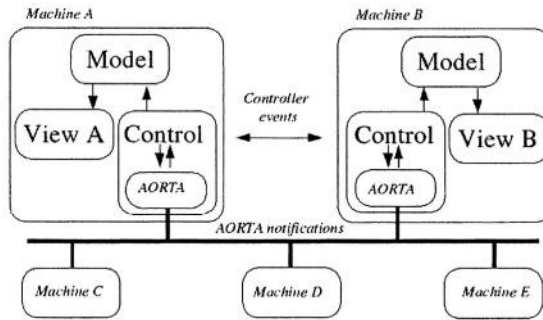 Machine A
Machine B
Model
Model
Controller
events
View A
Control
Control
View B
AORTA
AORTA
AORTA notifications
Machine C
Machine D
Machine E